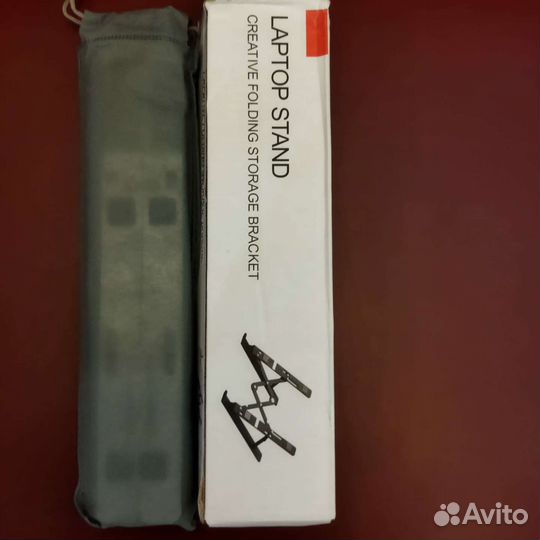 LAPTOP STAND
CREATIVE FOLDING STORAGE BRACKET
Avito